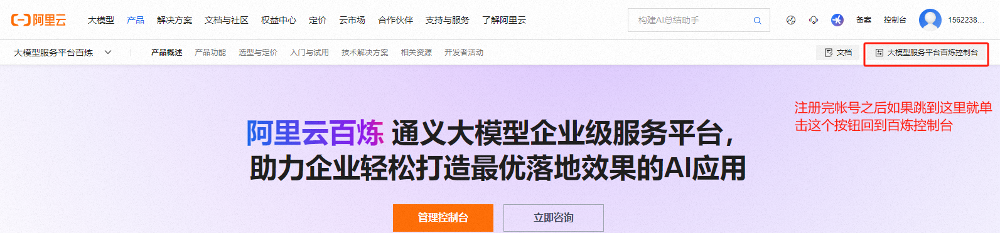 阿里云 大模型 产品 解决方案 文档与社区 权益中心 定价 云市场 合作伙伴 支持与服务 了解阿里云 构建AI总结助手 备案 控制台 1562238...
大模型服务平台百炼 产品概述 产品功能 选型与定价 入门与试用 技术解决方案 相关资源 开发者活动 文档 大模型服务平台百炼控制台
注册完帐号之后如果跳到这里就单
击这个按钮回到百炼控制台
阿里云百炼 通义大模型企业级服务平台，
助力企业轻松打造最优落地效果的AI应用
管理控制台 立即咨询